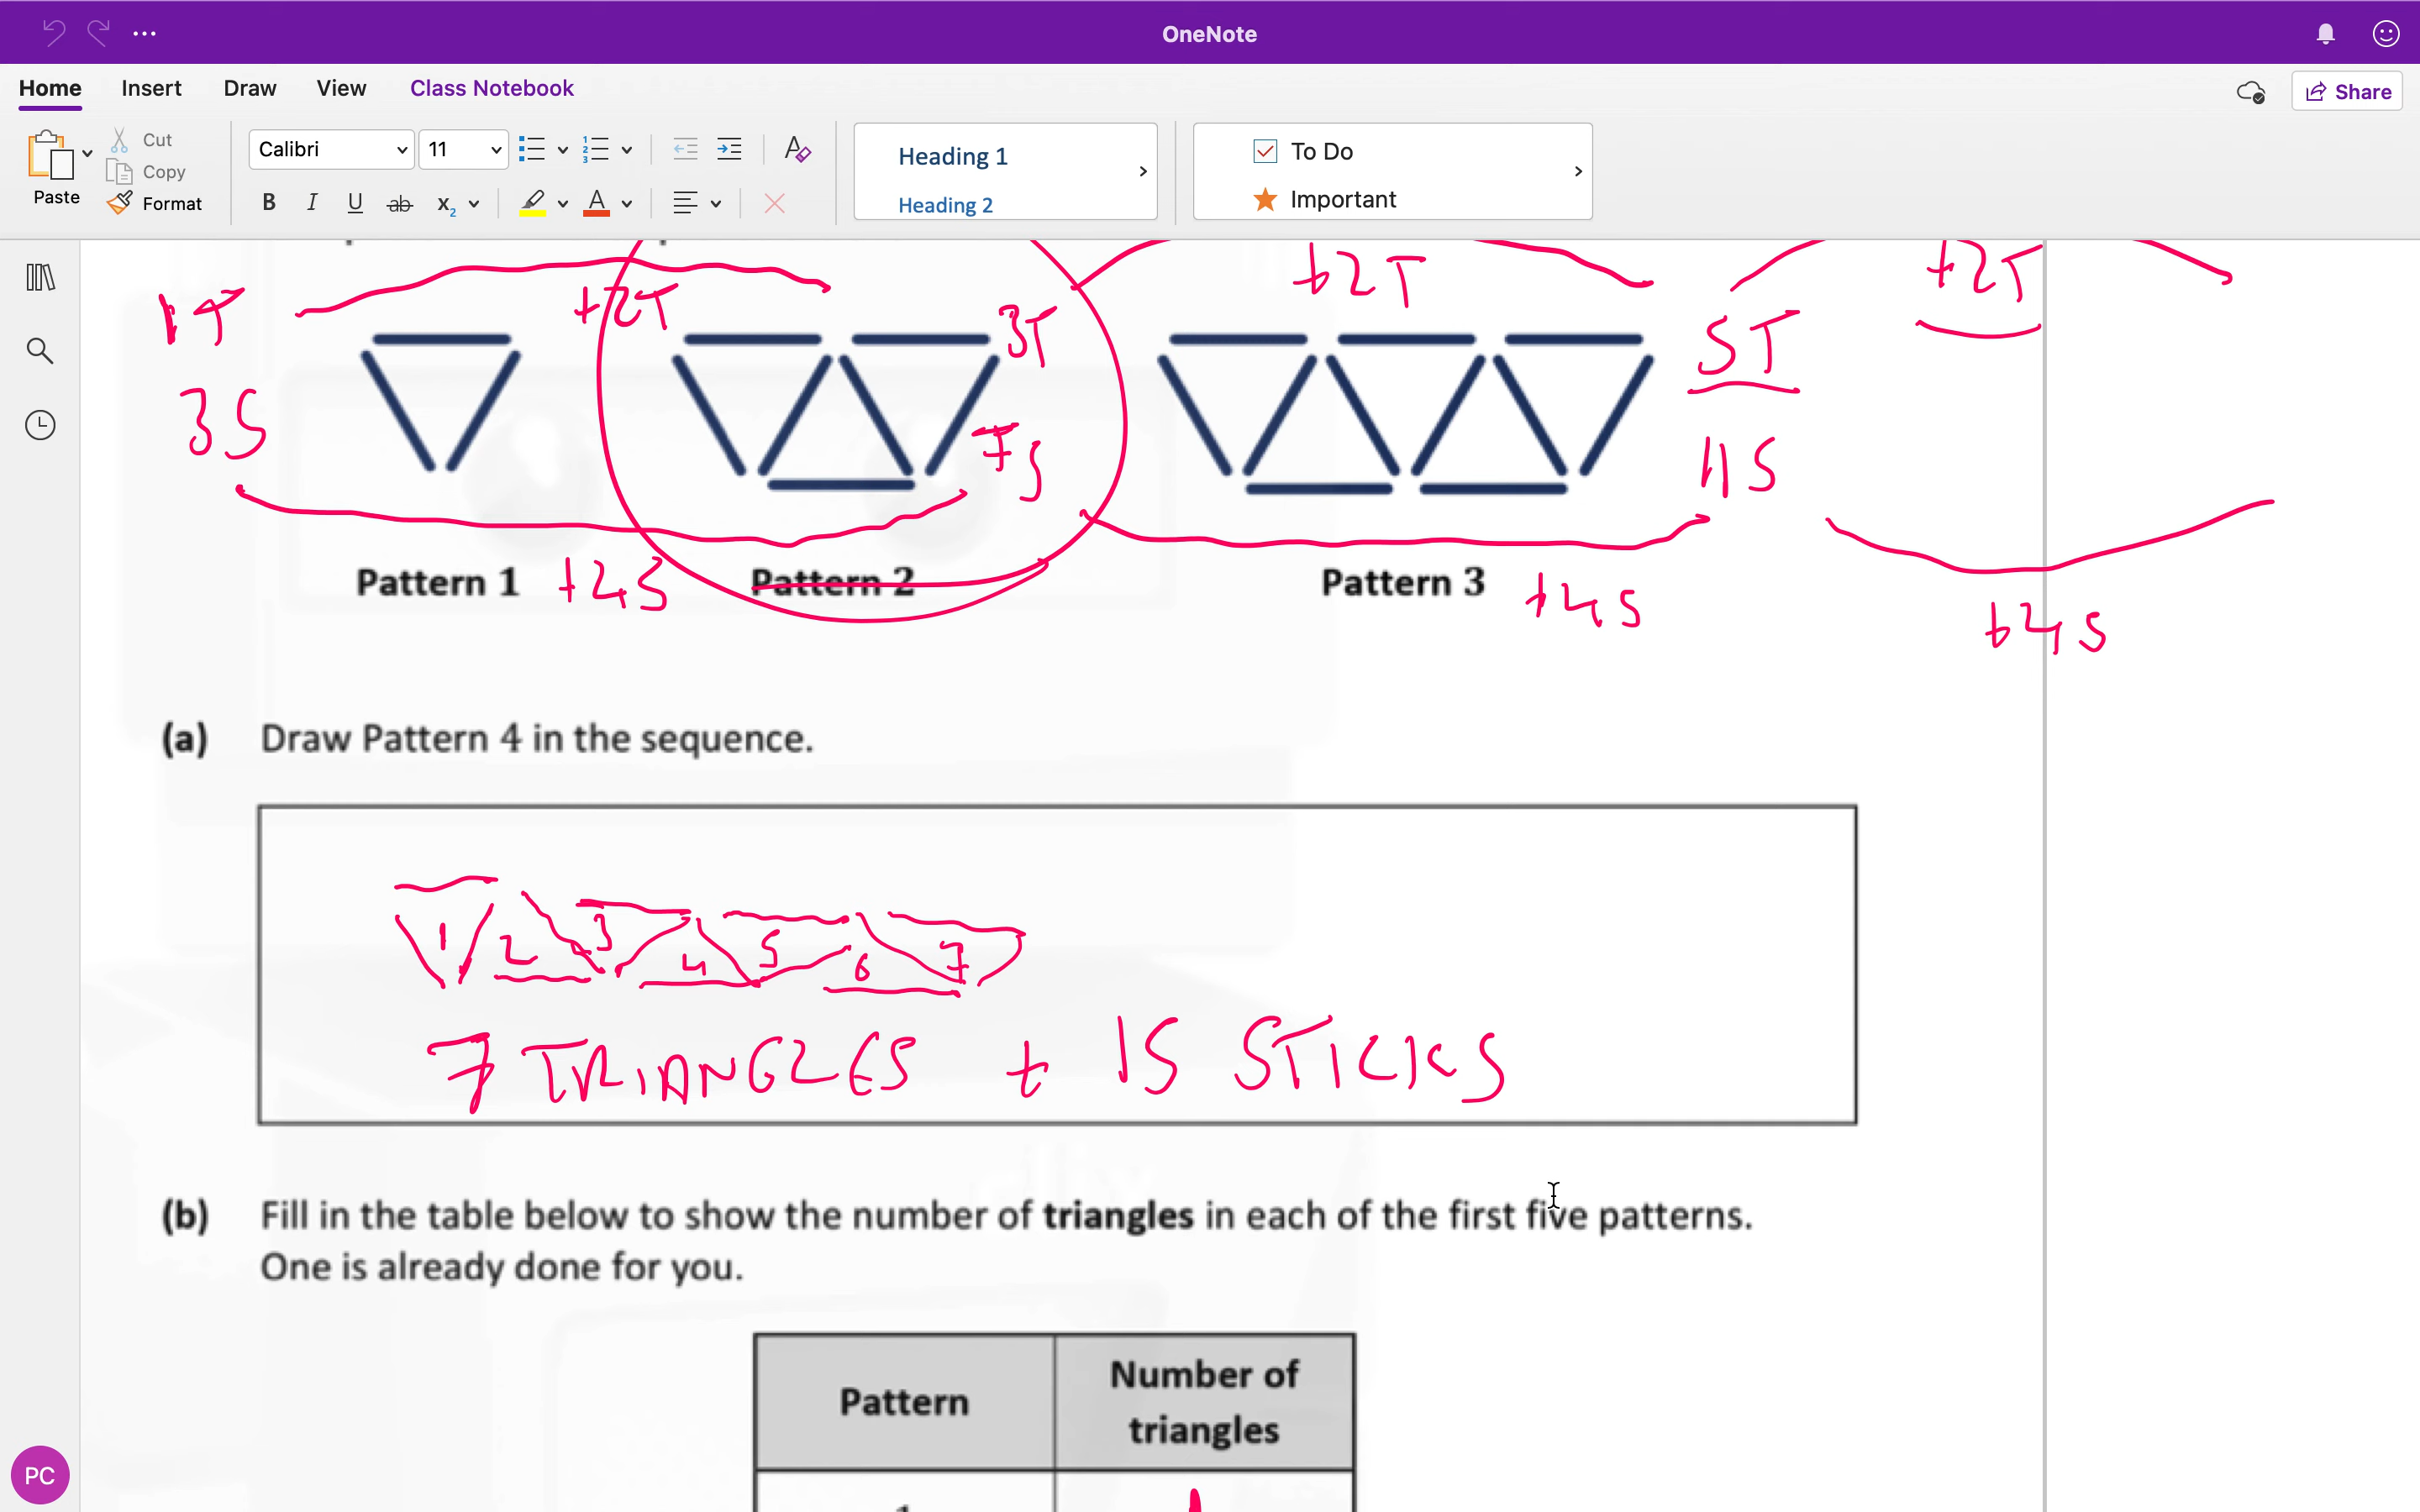 OneNote
Home Insert Draw View Class Notebook Share
Paste Cut Copy Format
Calibri 11
B I U ab x2 A
Heading 1
Heading 2
To Do
Important
1T +2T 3T +2T 5T +2T
3S 7S 11S
Pattern 1 +4S Pattern 2 Pattern 3 +4S +4S
(a) Draw Pattern 4 in the sequence.
1 2 3 4 5 6 7
7 TRIANGLES + 15 STICKS
(b) Fill in the table below to show the number of triangles in each of the first five patterns.
One is already done for you.
Pattern
Number of
triangles
PC